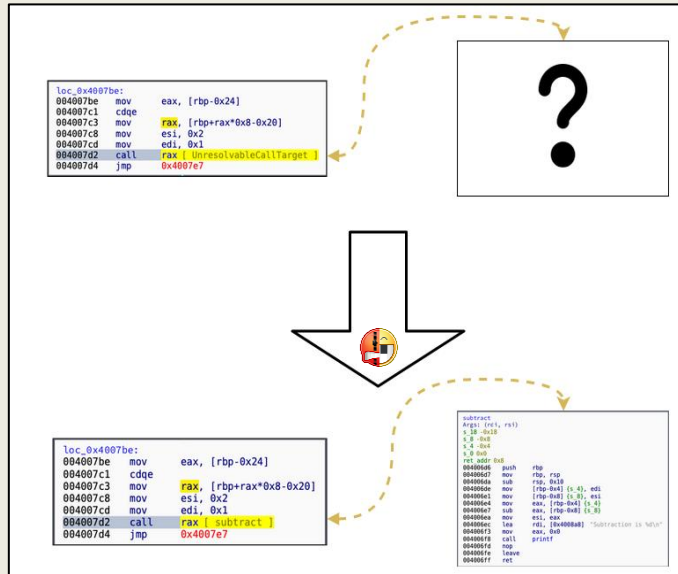 loc_0x4007be:
004007be mov eax, [rbp-0x24]
004007c1 cdqe
004007c3 mov rax, [rbp+rax*0x8-0x20]
004007c8 mov esi, 0x2
004007cd mov edi, 0x1
004007d2 call rax [ UnresolvableCallTarget ]
004007d4 jmp 0x4007e7
?
loc_0x4007be:
004007be mov eax, [rbp-0x24]
004007c1 cdqe
004007c3 mov rax, [rbp+rax*0x8-0x20]
004007c8 mov esi, 0x2
004007cd mov edi, 0x1
004007d2 call rax [ subtract ]
004007d4 jmp 0x4007e7
subtract
Args: (rdi, rsi)
s_18 -0x18
s_8 -0x8
s_4 -0x4
s_0 0x0
ret_addr 0x8
004006d6 push rbp
004006d7 mov rbp, rsp
004006da sub rsp, 0x10
004006de mov [rbp-0x4] {s_4}, edi
004006e1 mov [rbp-0x8] {s_8}, esi
004006e4 mov eax, [rbp-0x4] {s_4}
004006e7 sub eax, [rbp-0x8] {s_8}
004006ea mov esi, eax
004006ec lea rdi, [0x4008a8] "Subtraction is %d\n"
004006f3 mov eax, 0x0
004006f8 call printf
004006fd nop
004006fe leave
004006ff ret